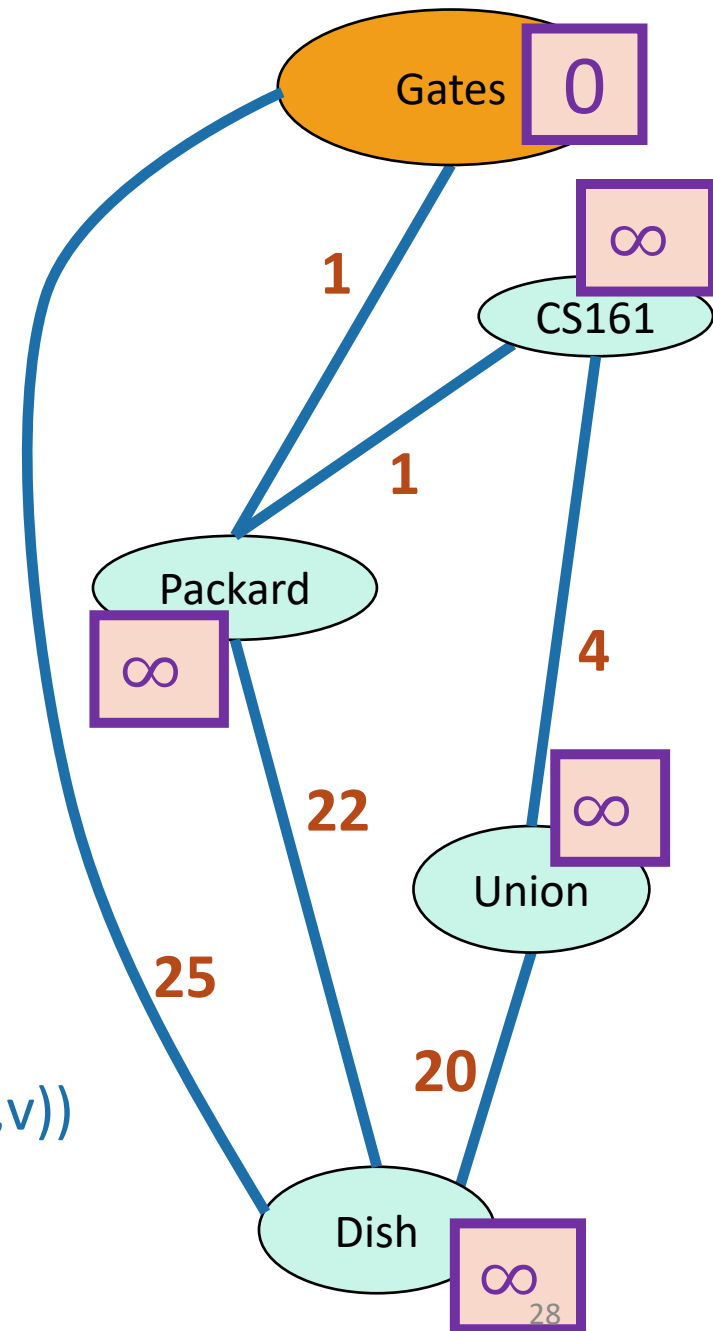 Gates
0
∞
1
CS161
1
Packard
∞
4
22
∞
Union
25
20
,v))
Dish
∞
28